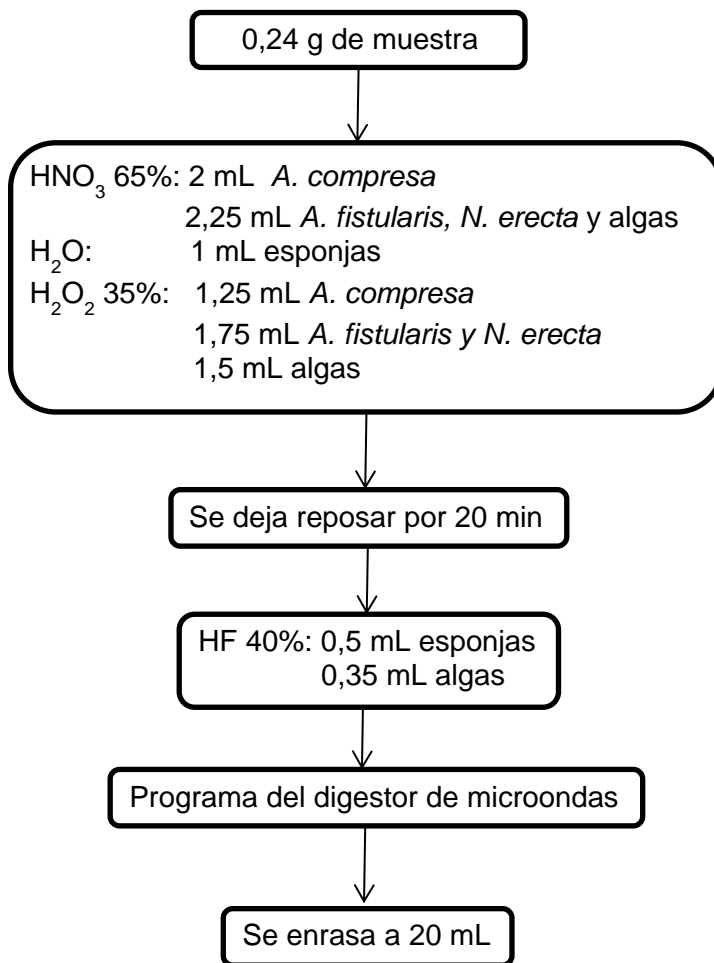 0,24 g de muestra
HNO₃ 65%: 2 mL A. compresa
2,25 mL A. fistularis, N. erecta y algas
H₂O: 1 mL esponjas
H₂O₂ 35%: 1,25 mL A. compresa
1,75 mL A. fistularis y N. erecta
1,5 mL algas
Se deja reposar por 20 min
HF 40%: 0,5 mL esponjas
0,35 mL algas
Programa del digestor de microondas
Se enrasa a 20 mL